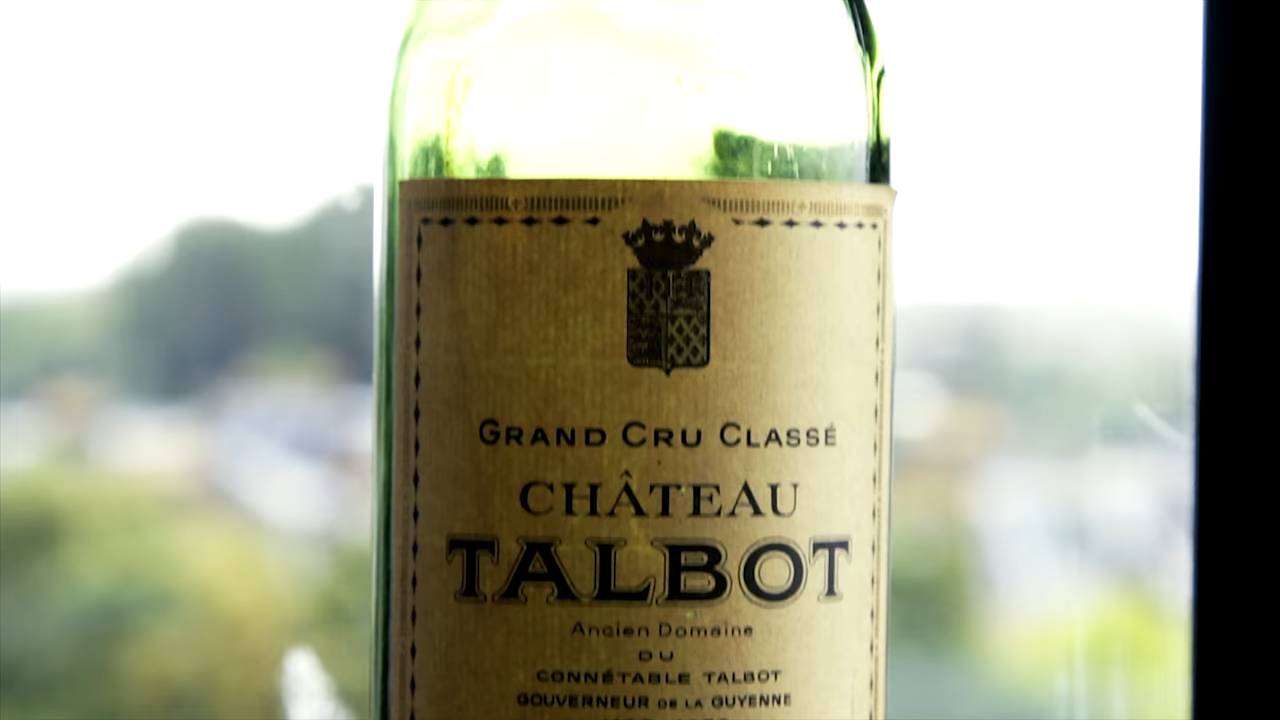 GRAND CRU CLASSÉ
CHÂTEAU
TALBOT
Ancien Domaine
DU
CONNÉTABLE TALBOT
GOUVERNEUR DE LA GUYENNE